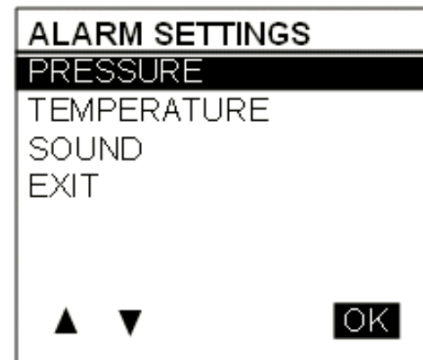 ALARM SETTINGS
PRESSURE
TEMPERATURE
SOUND
EXIT
OK